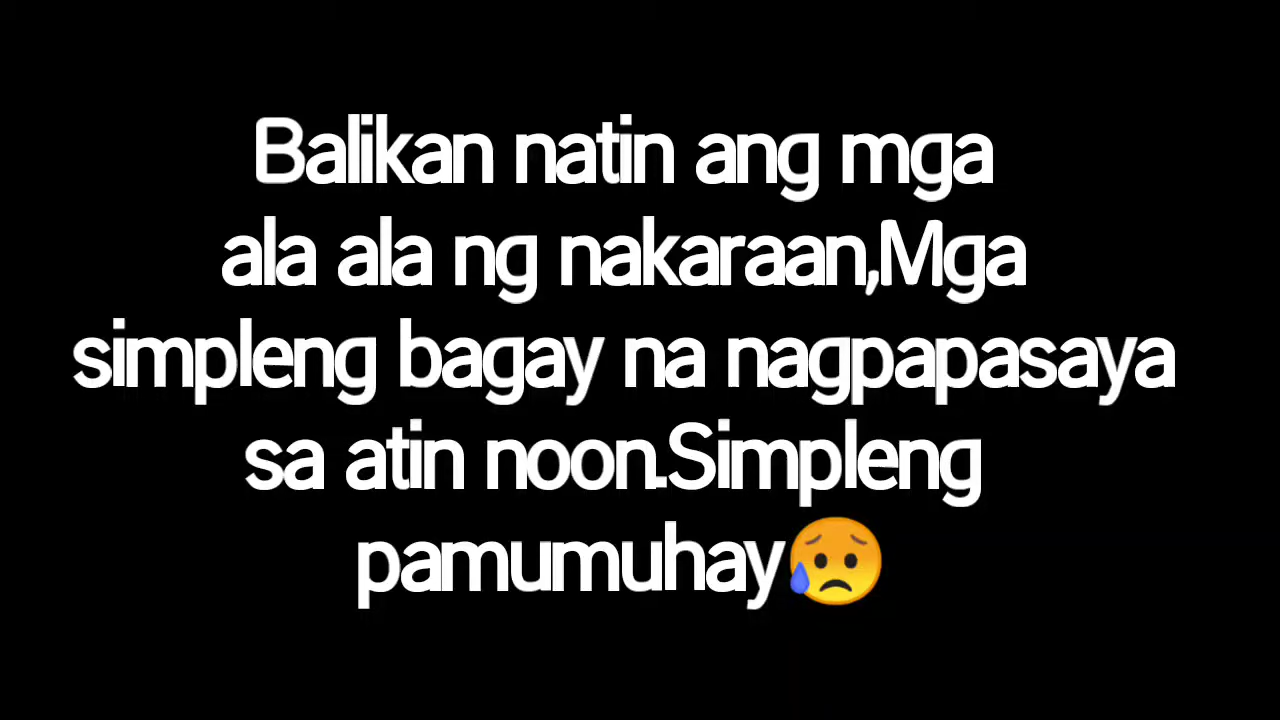 Balikan natin ang mga
ala ala ng nakaraan,Mga
simpleng bagay na nagpapasaya
sa atin noon.Simpleng
pamumuhay😥